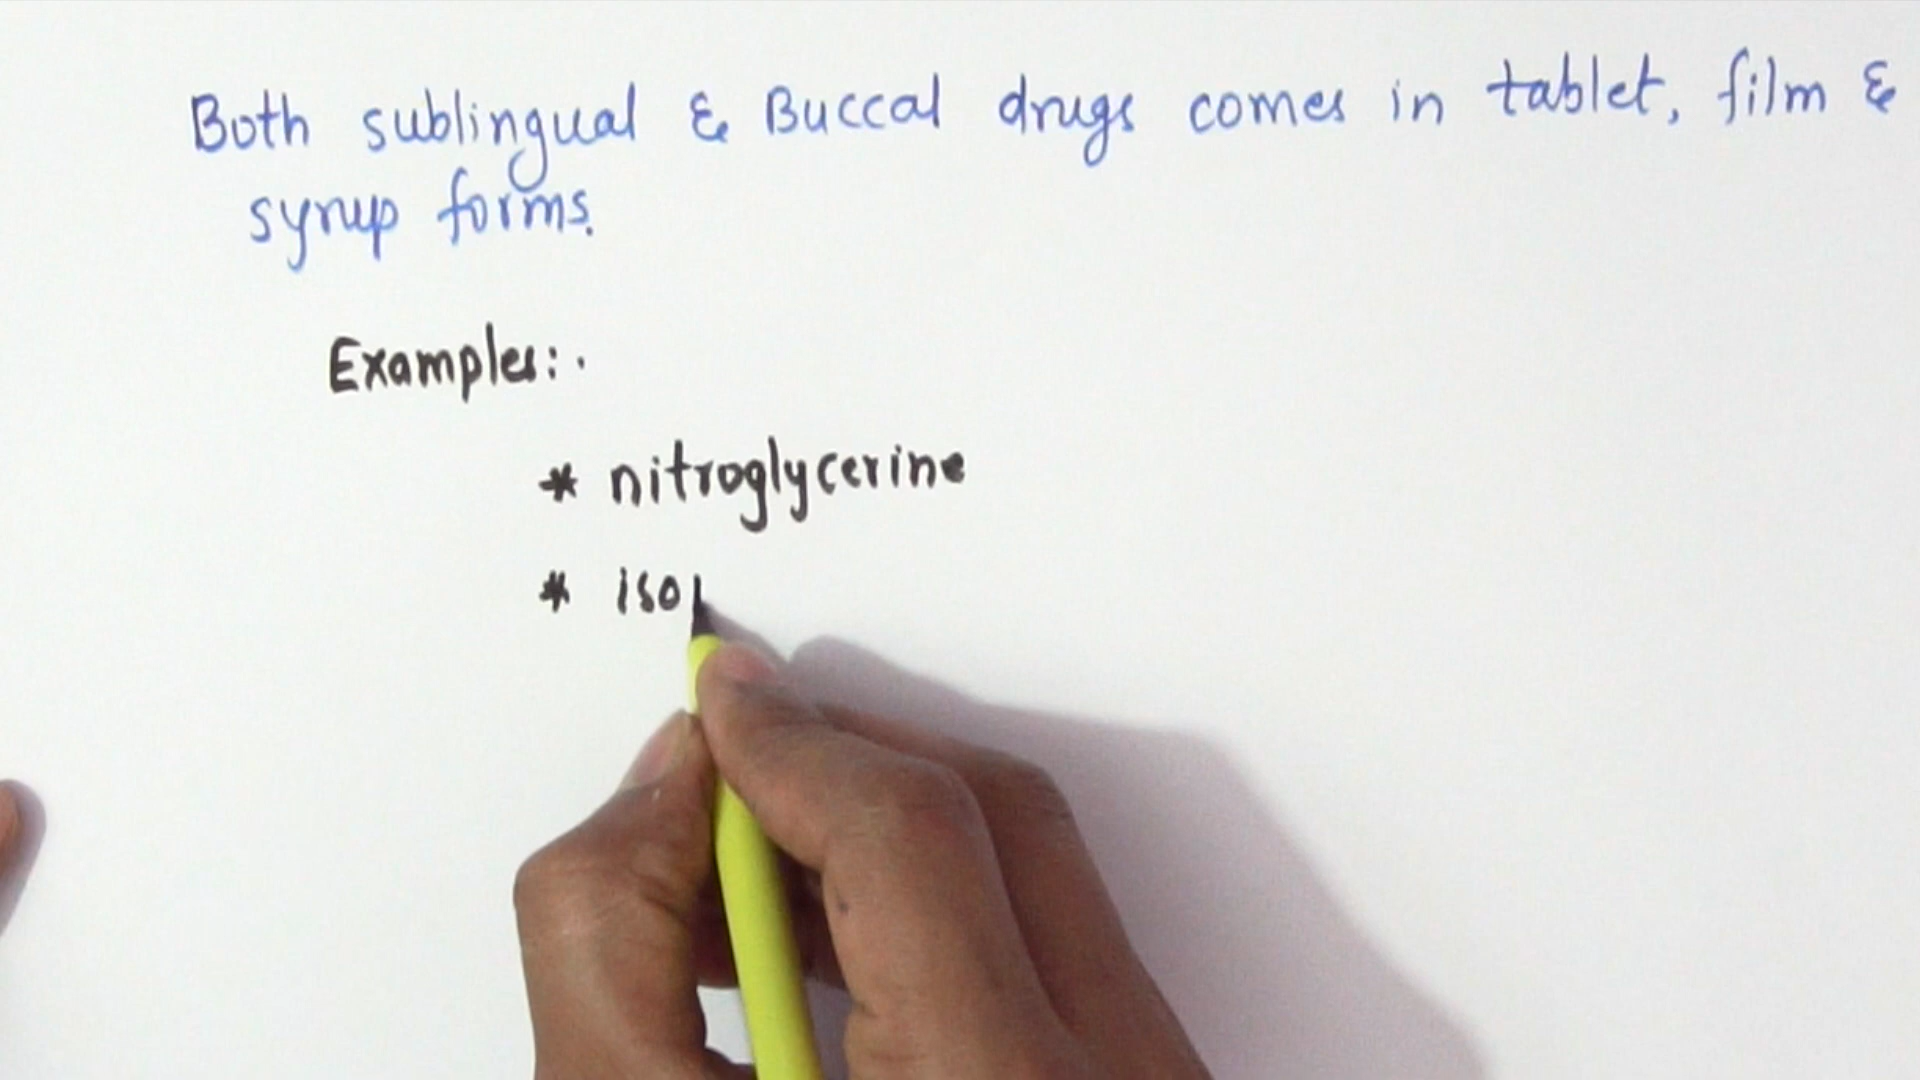 Both sublingual & Buccal drugs comes in tablet, film &
syrup forms.
Examples:.
* nitroglycerine
* iso